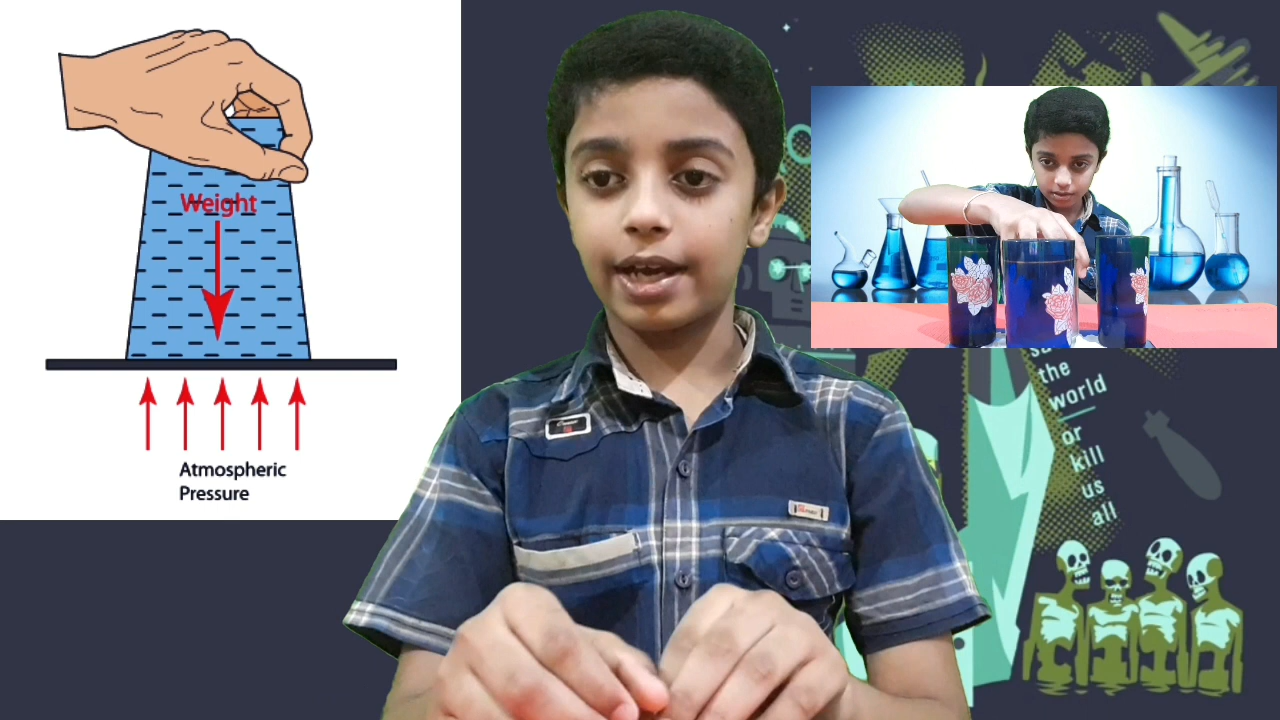 Weight
Atmospheric
Pressure
the
world
or
kill
us
all